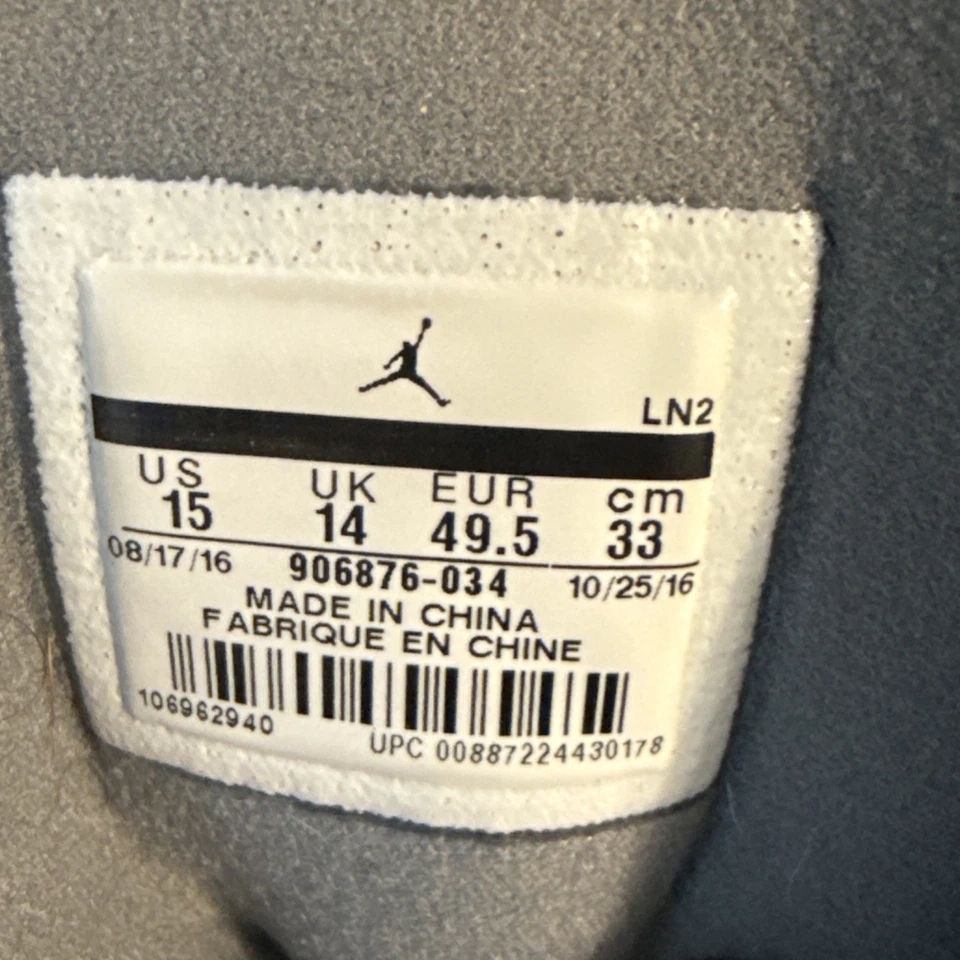 LN2
US UK EUR cm
15 14 49.5 33
08/17/16 906876-034 10/25/16
MADE IN CHINA
FABRIQUE EN CHINE
106962940
UPC 00887224430178